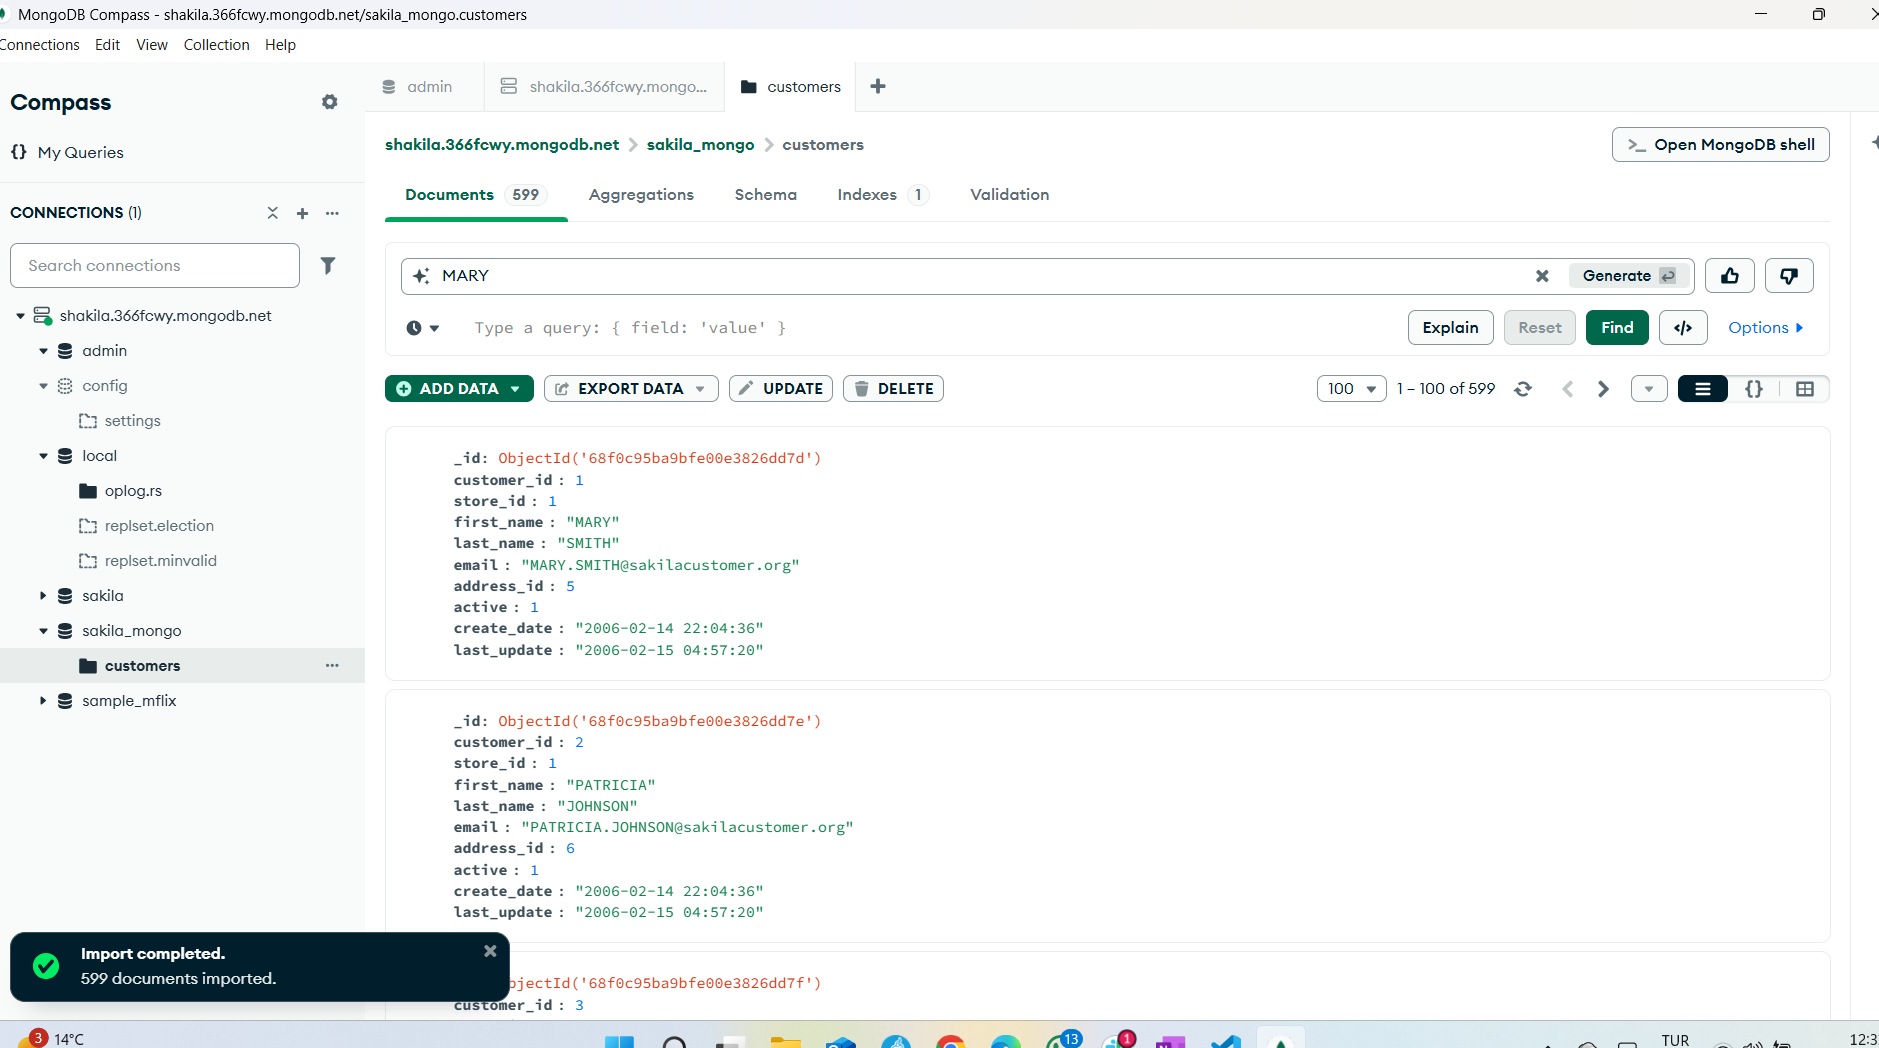 MongoDB Compass - shakila.366fcwy.mongodb.net/sakila_mongo.customers
Connections Edit View Collection Help
Compass
My Queries
CONNECTIONS (1)
Search connections
shakila.366fcwy.mongodb.net
admin
config
settings
local
oplog.rs
replset.election
replset.minvalid
sakila
sakila_mongo
customers
sample_mflix
admin shakila.366fcwy.mongo... customers
shakila.366fcwy.mongodb.net sakila_mongo customers
>_ Open MongoDB shell
Documents 599 Aggregations Schema Indexes 1 Validation
MARY
Generate
Type a query: { field: 'value' }
Explain Reset Find </> Options
ADD DATA EXPORT DATA UPDATE DELETE
100 1 – 100 of 599 {}
_id: ObjectId('68f0c95ba9bfe00e3826dd7d')
customer_id : 1
store_id : 1
first_name : "MARY"
last_name : "SMITH"
email : "MARY.SMITH@sakilacustomer.org"
address_id : 5
active : 1
create_date : "2006-02-14 22:04:36"
last_update : "2006-02-15 04:57:20"
_id: ObjectId('68f0c95ba9bfe00e3826dd7e')
customer_id : 2
store_id : 1
first_name : "PATRICIA"
last_name : "JOHNSON"
email : "PATRICIA.JOHNSON@sakilacustomer.org"
address_id : 6
active : 1
create_date : "2006-02-14 22:04:36"
last_update : "2006-02-15 04:57:20"
bjectId('68f0c95ba9bfe00e3826dd7f')
customer_id : 3
Import completed.
599 documents imported.
3 14°C
13 1
TUR
12:3